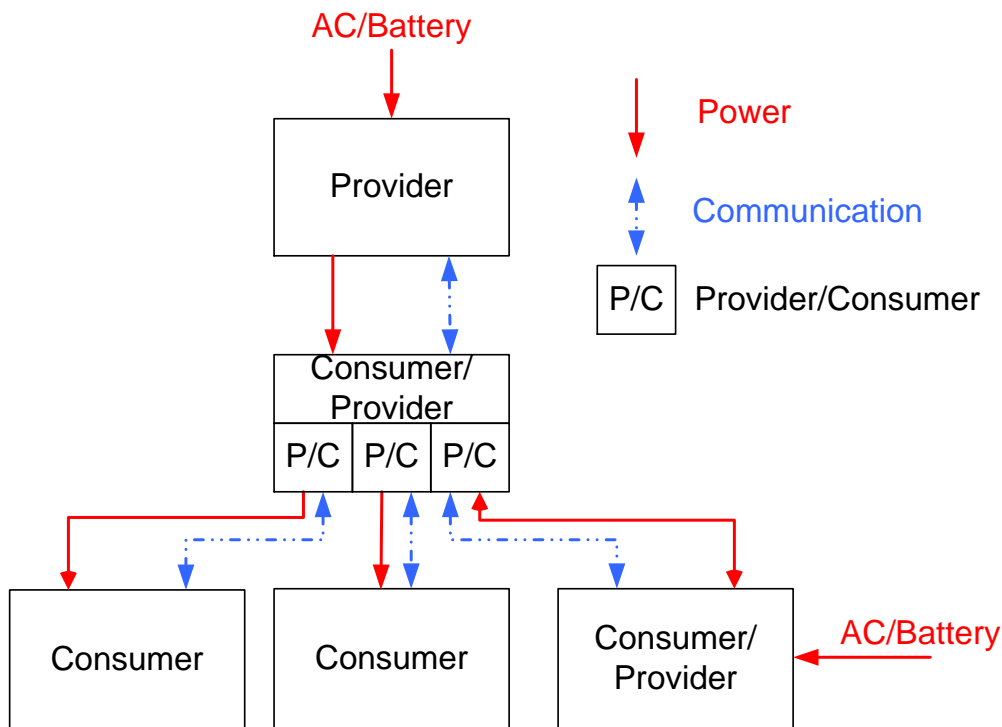 AC/Battery
Power
Provider
Communication
P/C
Provider/Consumer
Consumer/
Provider
P/C
P/C
P/C
Consumer
Consumer
Consumer/
Provider
AC/Battery